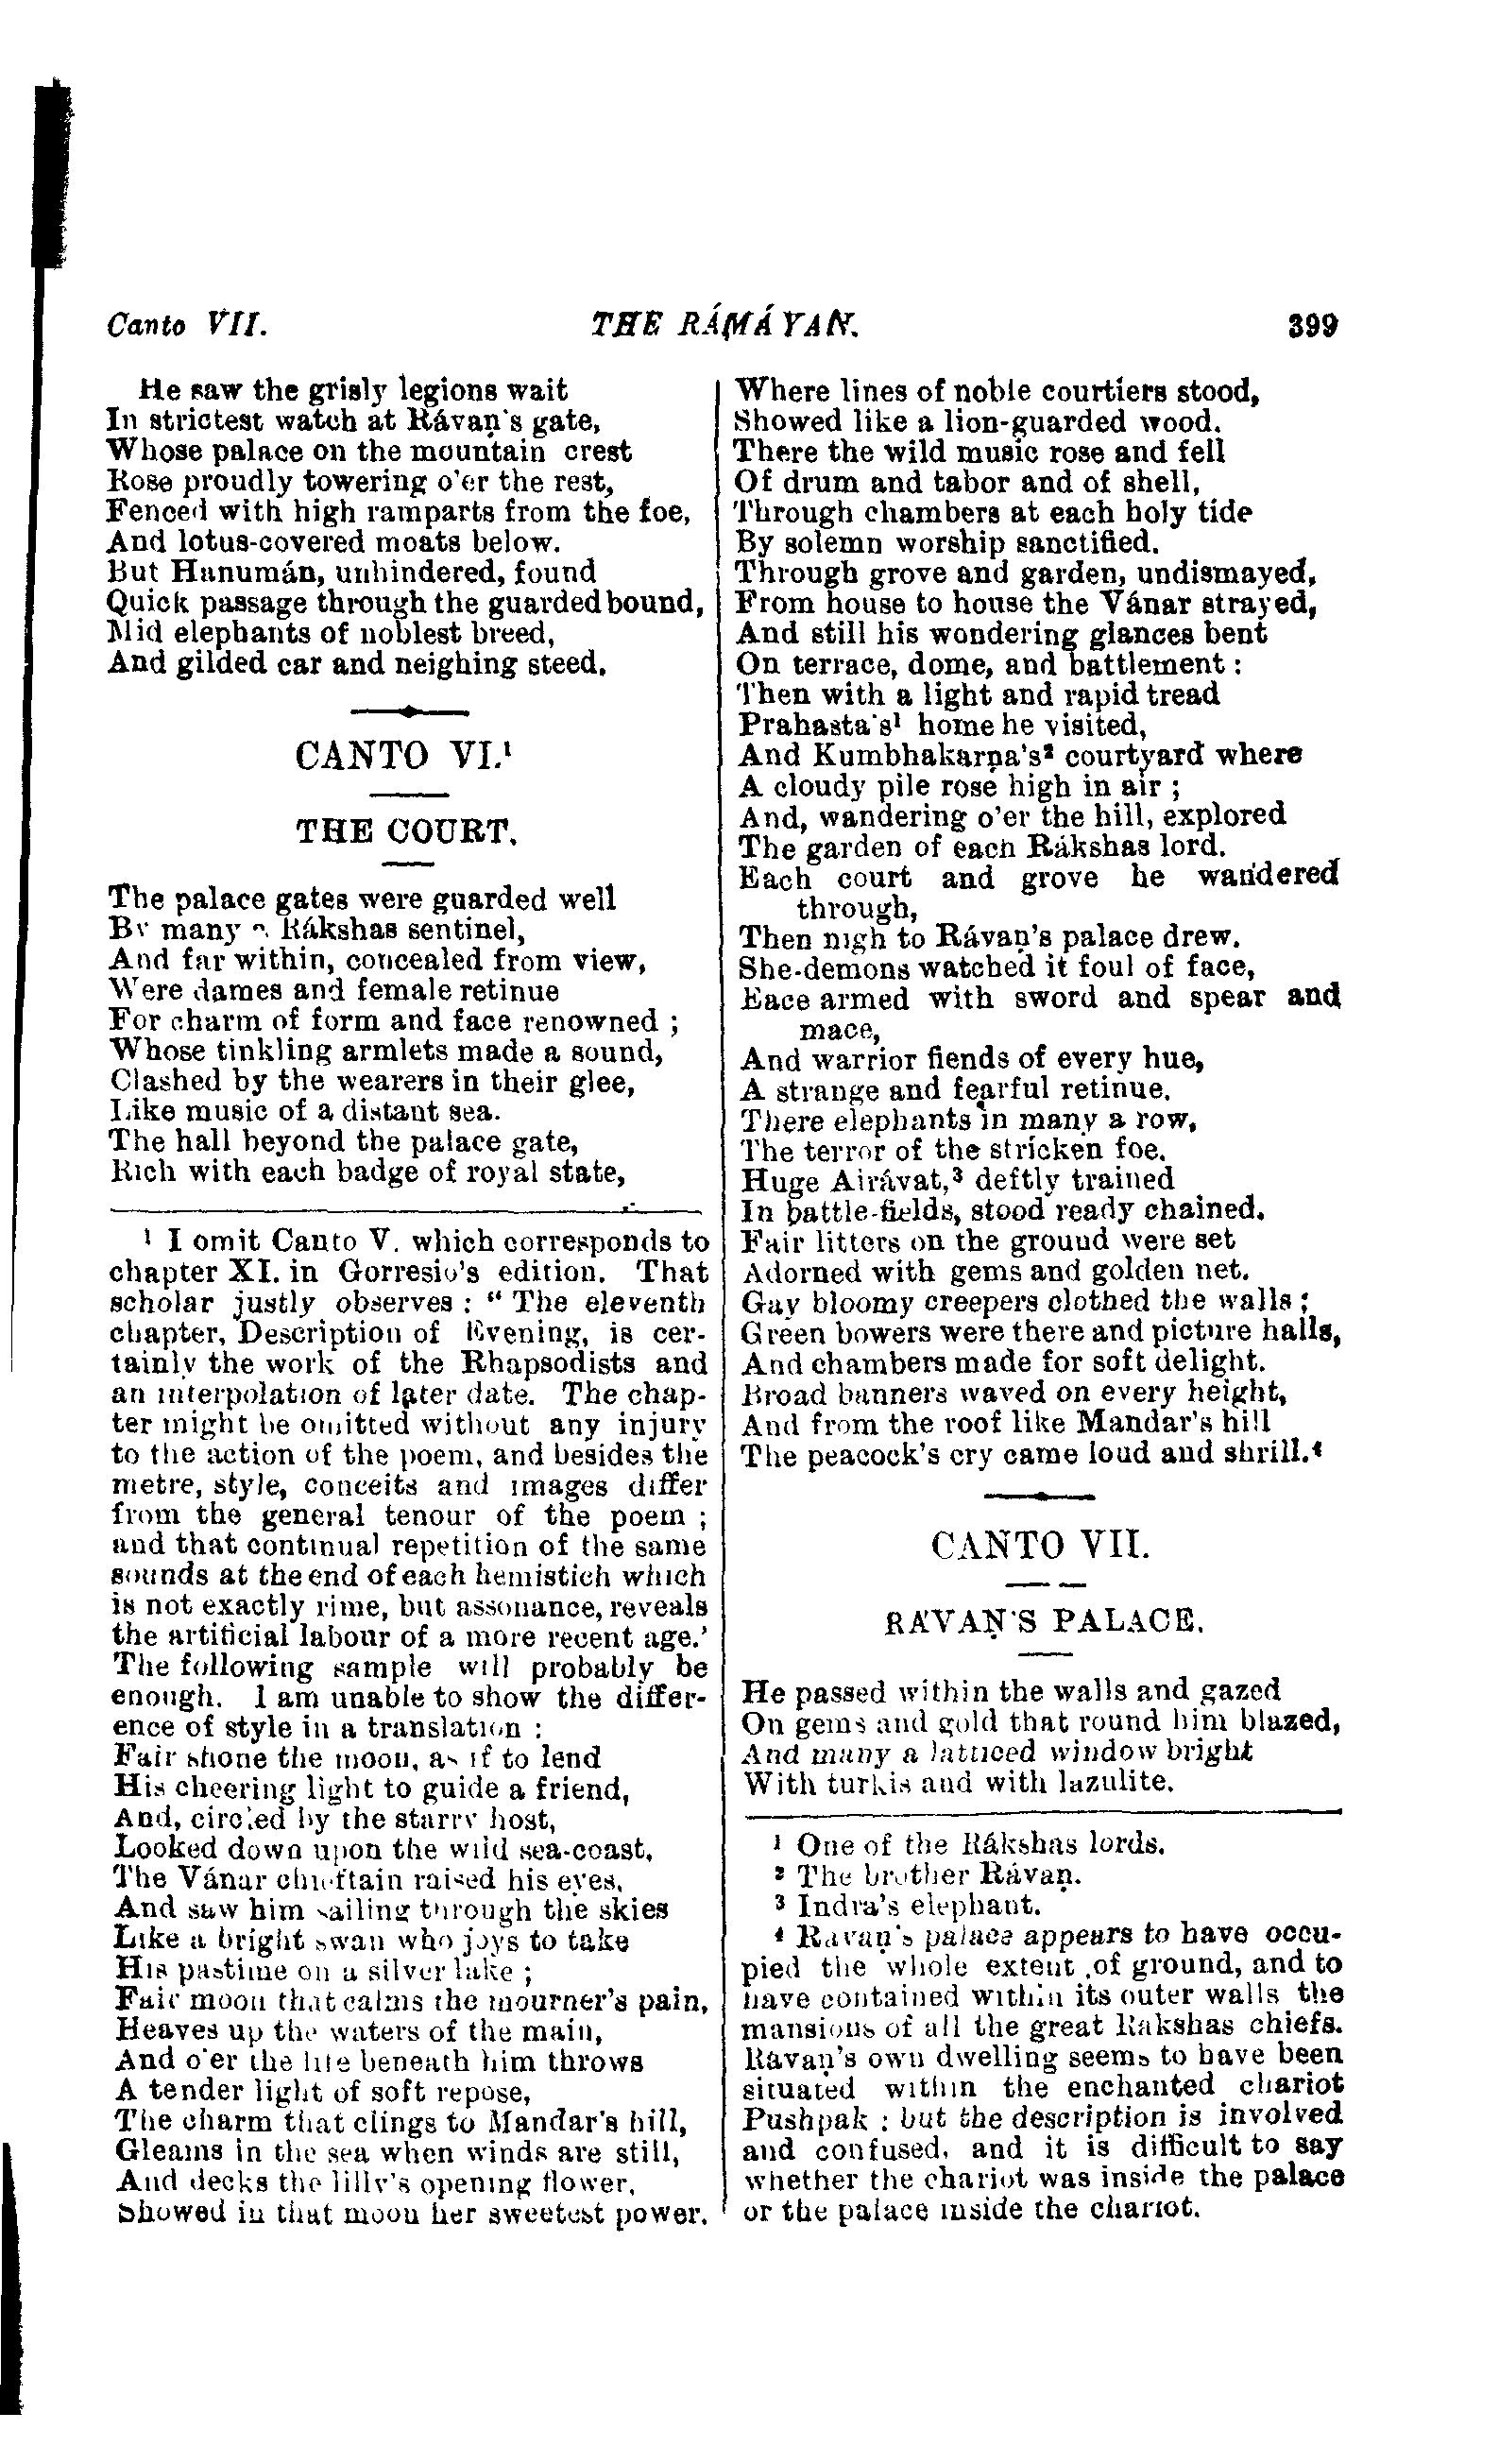 Canto VII.
THE RÁMÁYAN.
399
He saw the grisly legions wait
In strictest watch at Rávaṇ's gate,
Whose palace on the mountain crest
Rose proudly towering o'er the rest,
Fenced with high ramparts from the foe,
And lotus-covered moats below.
But Hanumán, unhindered, found
Quick passage through the guarded bound,
Mid elephants of noblest breed,
And gilded car and neighing steed.
CANTO VI.¹
THE COURT.
The palace gates were guarded well
By many a Rákshas sentinel,
And far within, concealed from view,
Were dames and female retinue
For charm of form and face renowned ;
Whose tinkling armlets made a sound,
Clashed by the wearers in their glee,
Like music of a distant sea.
The hall beyond the palace gate,
Rich with each badge of royal state,
¹ I omit Canto V. which corresponds to
chapter XI. in Gorresio's edition. That
scholar justly observes : “ The eleventh
chapter, Description of Evening, is cer-
tainly the work of the Rhapsodists and
an interpolation of later date. The chap-
ter might be omitted without any injury
to the action of the poem, and besides the
metre, style, conceits and images differ
from the general tenour of the poem ;
and that continual repetition of the same
sounds at the end of each hemistich which
is not exactly rime, but assonance, reveals
the artificial labour of a more recent age.'
The following sample will probably be
enough. I am unable to show the differ-
ence of style in a translation :
Fair shone the moon, as if to lend
His cheering light to guide a friend,
And, circled by the starry host,
Looked down upon the wild sea-coast.
The Vánar chieftain raised his eyes,
And saw him sailing through the skies
Like a bright swan who joys to take
His pastime on a silver lake ;
Fair moon that calms the mourner's pain,
Heaves up the waters of the main,
And o'er the life beneath him throws
A tender light of soft repose,
The charm that clings to Mandar's hill,
Gleams in the sea when winds are still,
And decks the lilly's opening flower,
Showed in that moon her sweetest power.
Where lines of noble courtiers stood,
Showed like a lion-guarded wood.
There the wild music rose and fell
Of drum and tabor and of shell,
Through chambers at each holy tide
By solemn worship sanctified.
Through grove and garden, undismayed,
From house to house the Vánar strayed,
And still his wondering glances bent
On terrace, dome, and battlement :
Then with a light and rapid tread
Prahasta's¹ home he visited,
And Kumbhakarṇa's² courtyard where
A cloudy pile rose high in air ;
And, wandering o'er the hill, explored
The garden of each Rákshas lord.
Each court and grove he wandered
through,
Then nigh to Rávaṇ's palace drew.
She-demons watched it foul of face,
Eace armed with sword and spear and
mace,
And warrior fiends of every hue,
A strange and fearful retinue.
There elephants in many a row,
The terror of the stricken foe.
Huge Airávat,³ deftly trained
In battle-fields, stood ready chained.
Fair litters on the ground were set
Adorned with gems and golden net.
Gay bloomy creepers clothed the walls ;
Green bowers were there and picture halls,
And chambers made for soft delight.
Broad banners waved on every height,
And from the roof like Mandar's hill
The peacock's cry came loud and shrill.⁴
CANTO VII.
RÁVAṆ'S PALACE.
He passed within the walls and gazed
On gems and gold that round him blazed,
And many a latticed window bright
With turkis and with lazulite.
¹ One of the Rákshas lords.
² The brother Rávaṇ.
³ Indra's elephant.
⁴ Rávaṇ's palace appears to have occu-
pied the whole extent of ground, and to
have contained within its outer walls the
mansions of all the great Rákshas chiefs.
Rávaṇ's own dwelling seems to have been
situated within the enchanted chariot
Pushpak : but the description is involved
and confused, and it is difficult to say
whether the chariot was inside the palace
or the palace inside the chariot.